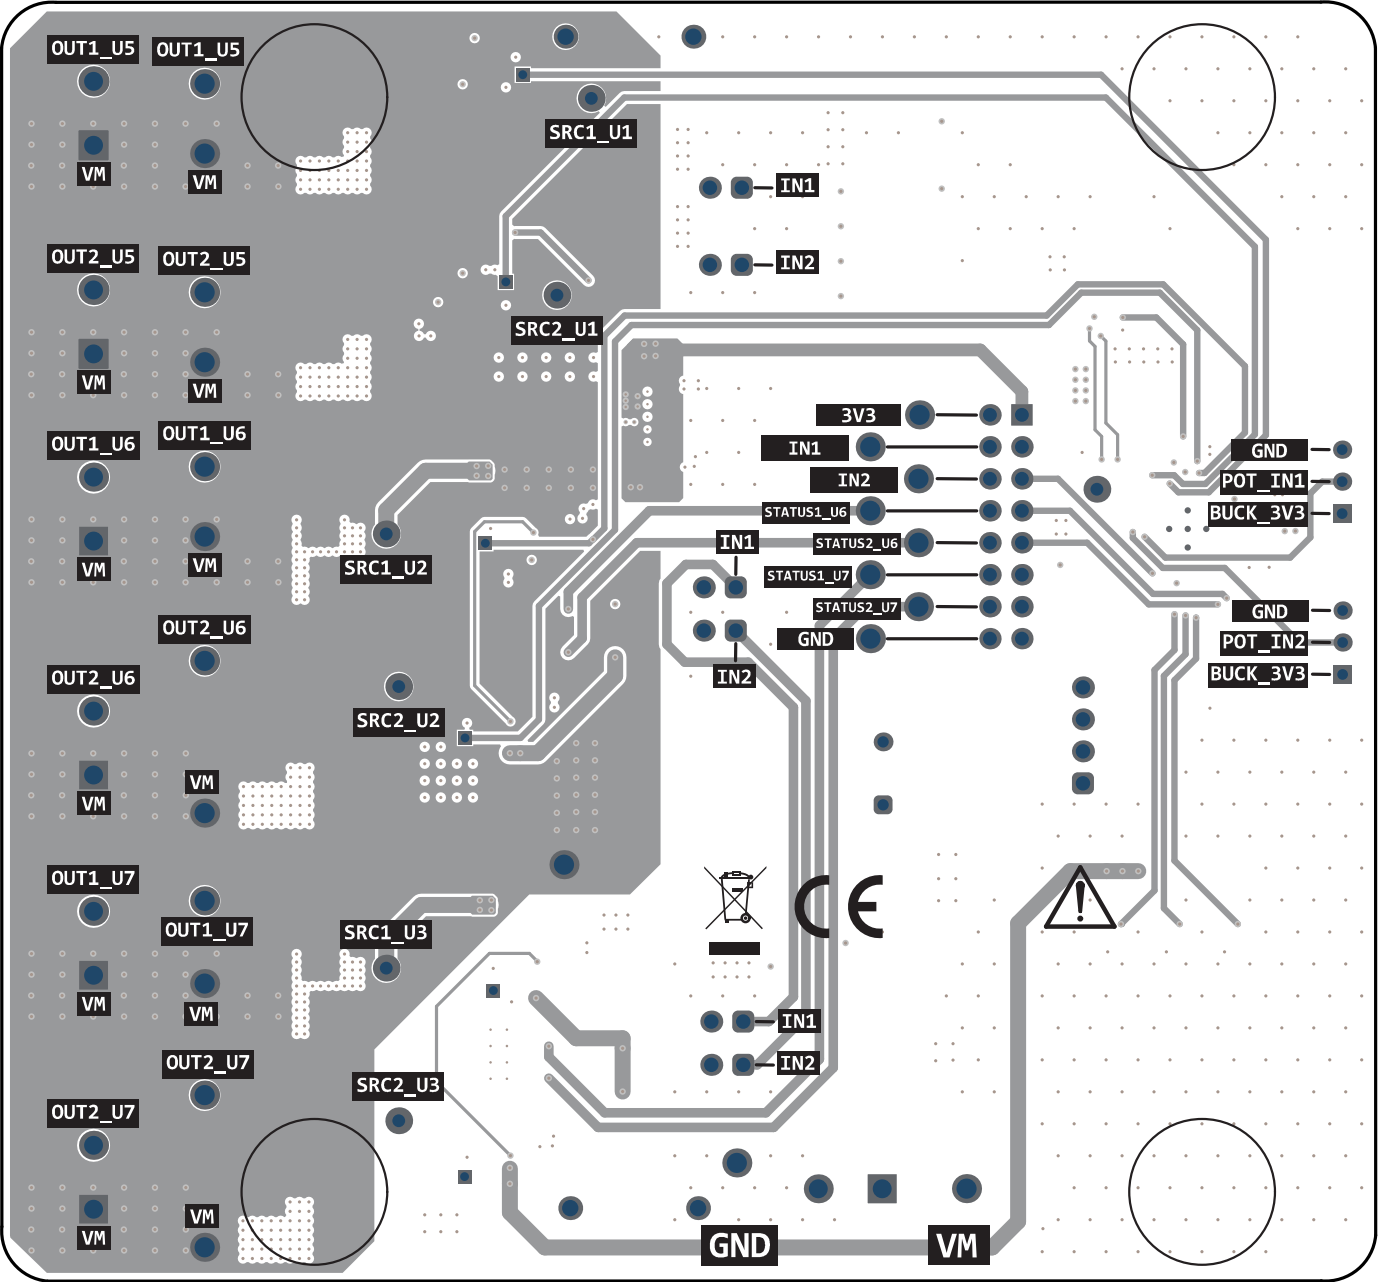 OUT1_U5
OUT1_U5
SRC1_U1
VM
VM
IN1
OUT2_U5
OUT2_U5
IN2
SRC2_U1
VM
VM
3V3
OUT1_U6
OUT1_U6
IN1
GND
IN2
POT_IN1
STATUS1_U6
BUCK_3V3
IN1
STATUS2_U6
VM
VM
SRC1_U2
STATUS1_U7
STATUS2_U7
GND
OUT2_U6
GND
POT_IN2
OUT2_U6
IN2
BUCK_3V3
SRC2_U2
VM
VM
OUT1_U7
CE
OUT1_U7
SRC1_U3
VM
VM
IN1
OUT2_U7
IN2
SRC2_U3
OUT2_U7
VM
VM
GND
VM